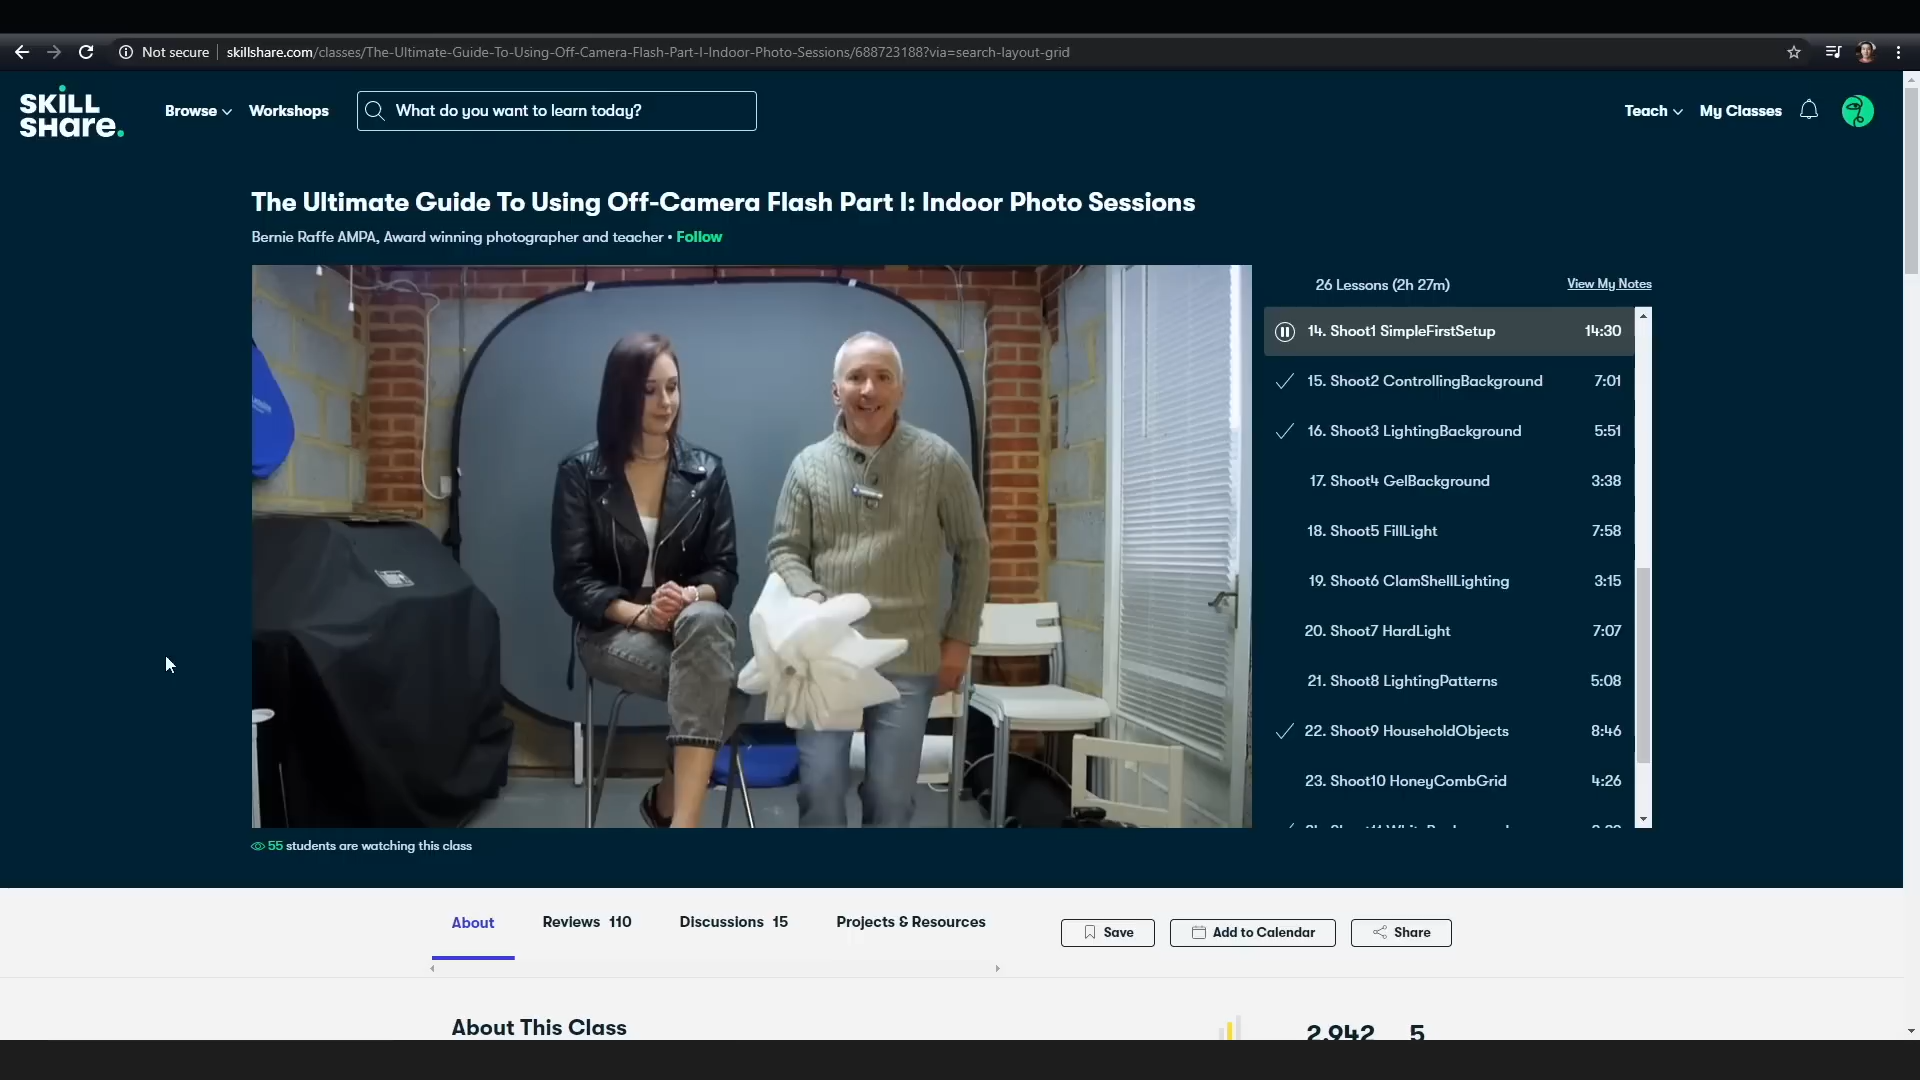 Not secure
skillshare.com/classes/The-Ultimate-Guide-To-Using-Off-Camera-Flash-Part-I-Indoor-Photo-Sessions/688723188?via=search-layout-grid
SKILL
SHare.
Browse
Workshops
What do you want to learn today?
Teach
My Classes
The Ultimate Guide To Using Off-Camera Flash Part I: Indoor Photo Sessions
Bernie Raffe AMPA, Award winning photographer and teacher • Follow
26 Lessons (2h 27m)
View My Notes
14. Shoot1 SimpleFirstSetup 14:30
15. Shoot2 ControllingBackground 7:01
16. Shoot3 LightingBackground 5:51
17. Shoot4 GelBackground 3:38
18. Shoot5 FillLight 7:58
19. Shoot6 ClamShellLighting 3:15
20. Shoot7 HardLight 7:07
21. Shoot8 LightingPatterns 5:08
22. Shoot9 HouseholdObjects 8:46
23. Shoot10 HoneyCombGrid 4:26
55 students are watching this class
About
Reviews 110
Discussions 15
Projects & Resources
Save
Add to Calendar
Share
About This Class
2,942
5